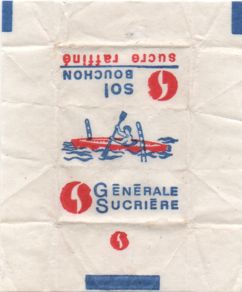 sucre raffiné
SOL
BOUCHON
GÉNÉRALE
SUCRIÈRE